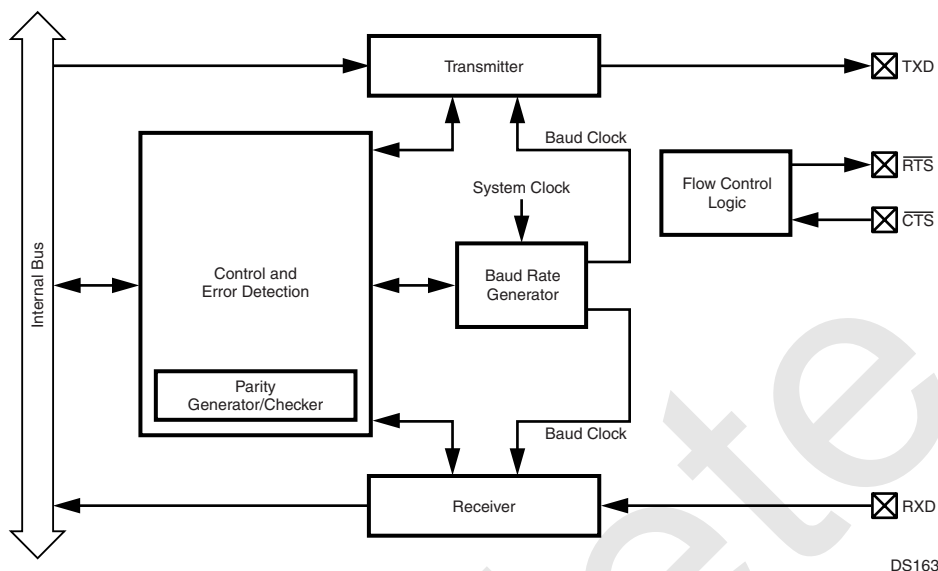 Transmitter
TXD
Baud Clock
RTS
Flow Control
Logic
System Clock
CTS
Internal Bus
Control and
Error Detection
Baud Rate
Generator
Parity
Generator/Checker
Baud Clock
Receiver
RXD
DS163
ete